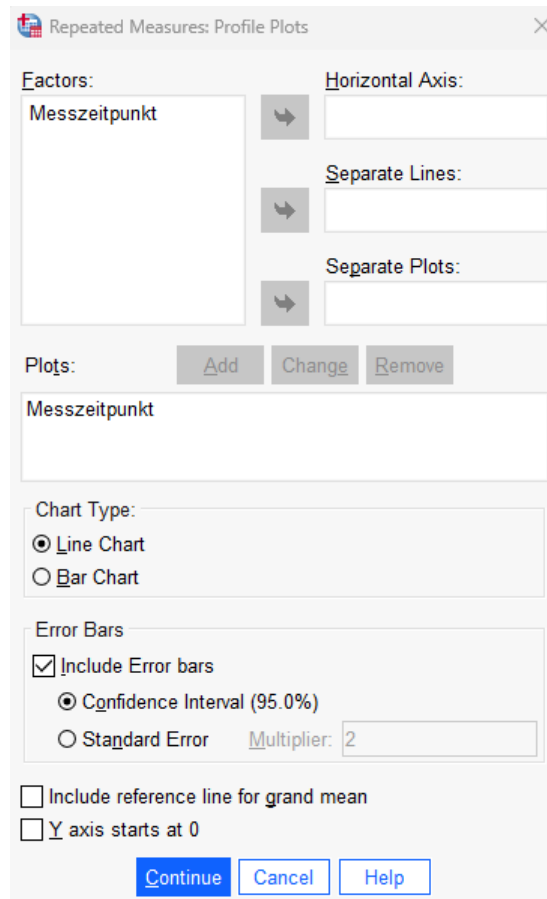 Repeated Measures: Profile Plots
Factors:
Messzeitpunkt
Horizontal Axis:
Separate Lines:
Separate Plots:
Plots:
Add
Change
Remove
Messzeitpunkt
Chart Type:
Line Chart
Bar Chart
Error Bars
Include Error bars
Confidence Interval (95.0%)
Standard Error
Multiplier: 2
Include reference line for grand mean
Y axis starts at 0
Continue
Cancel
Help